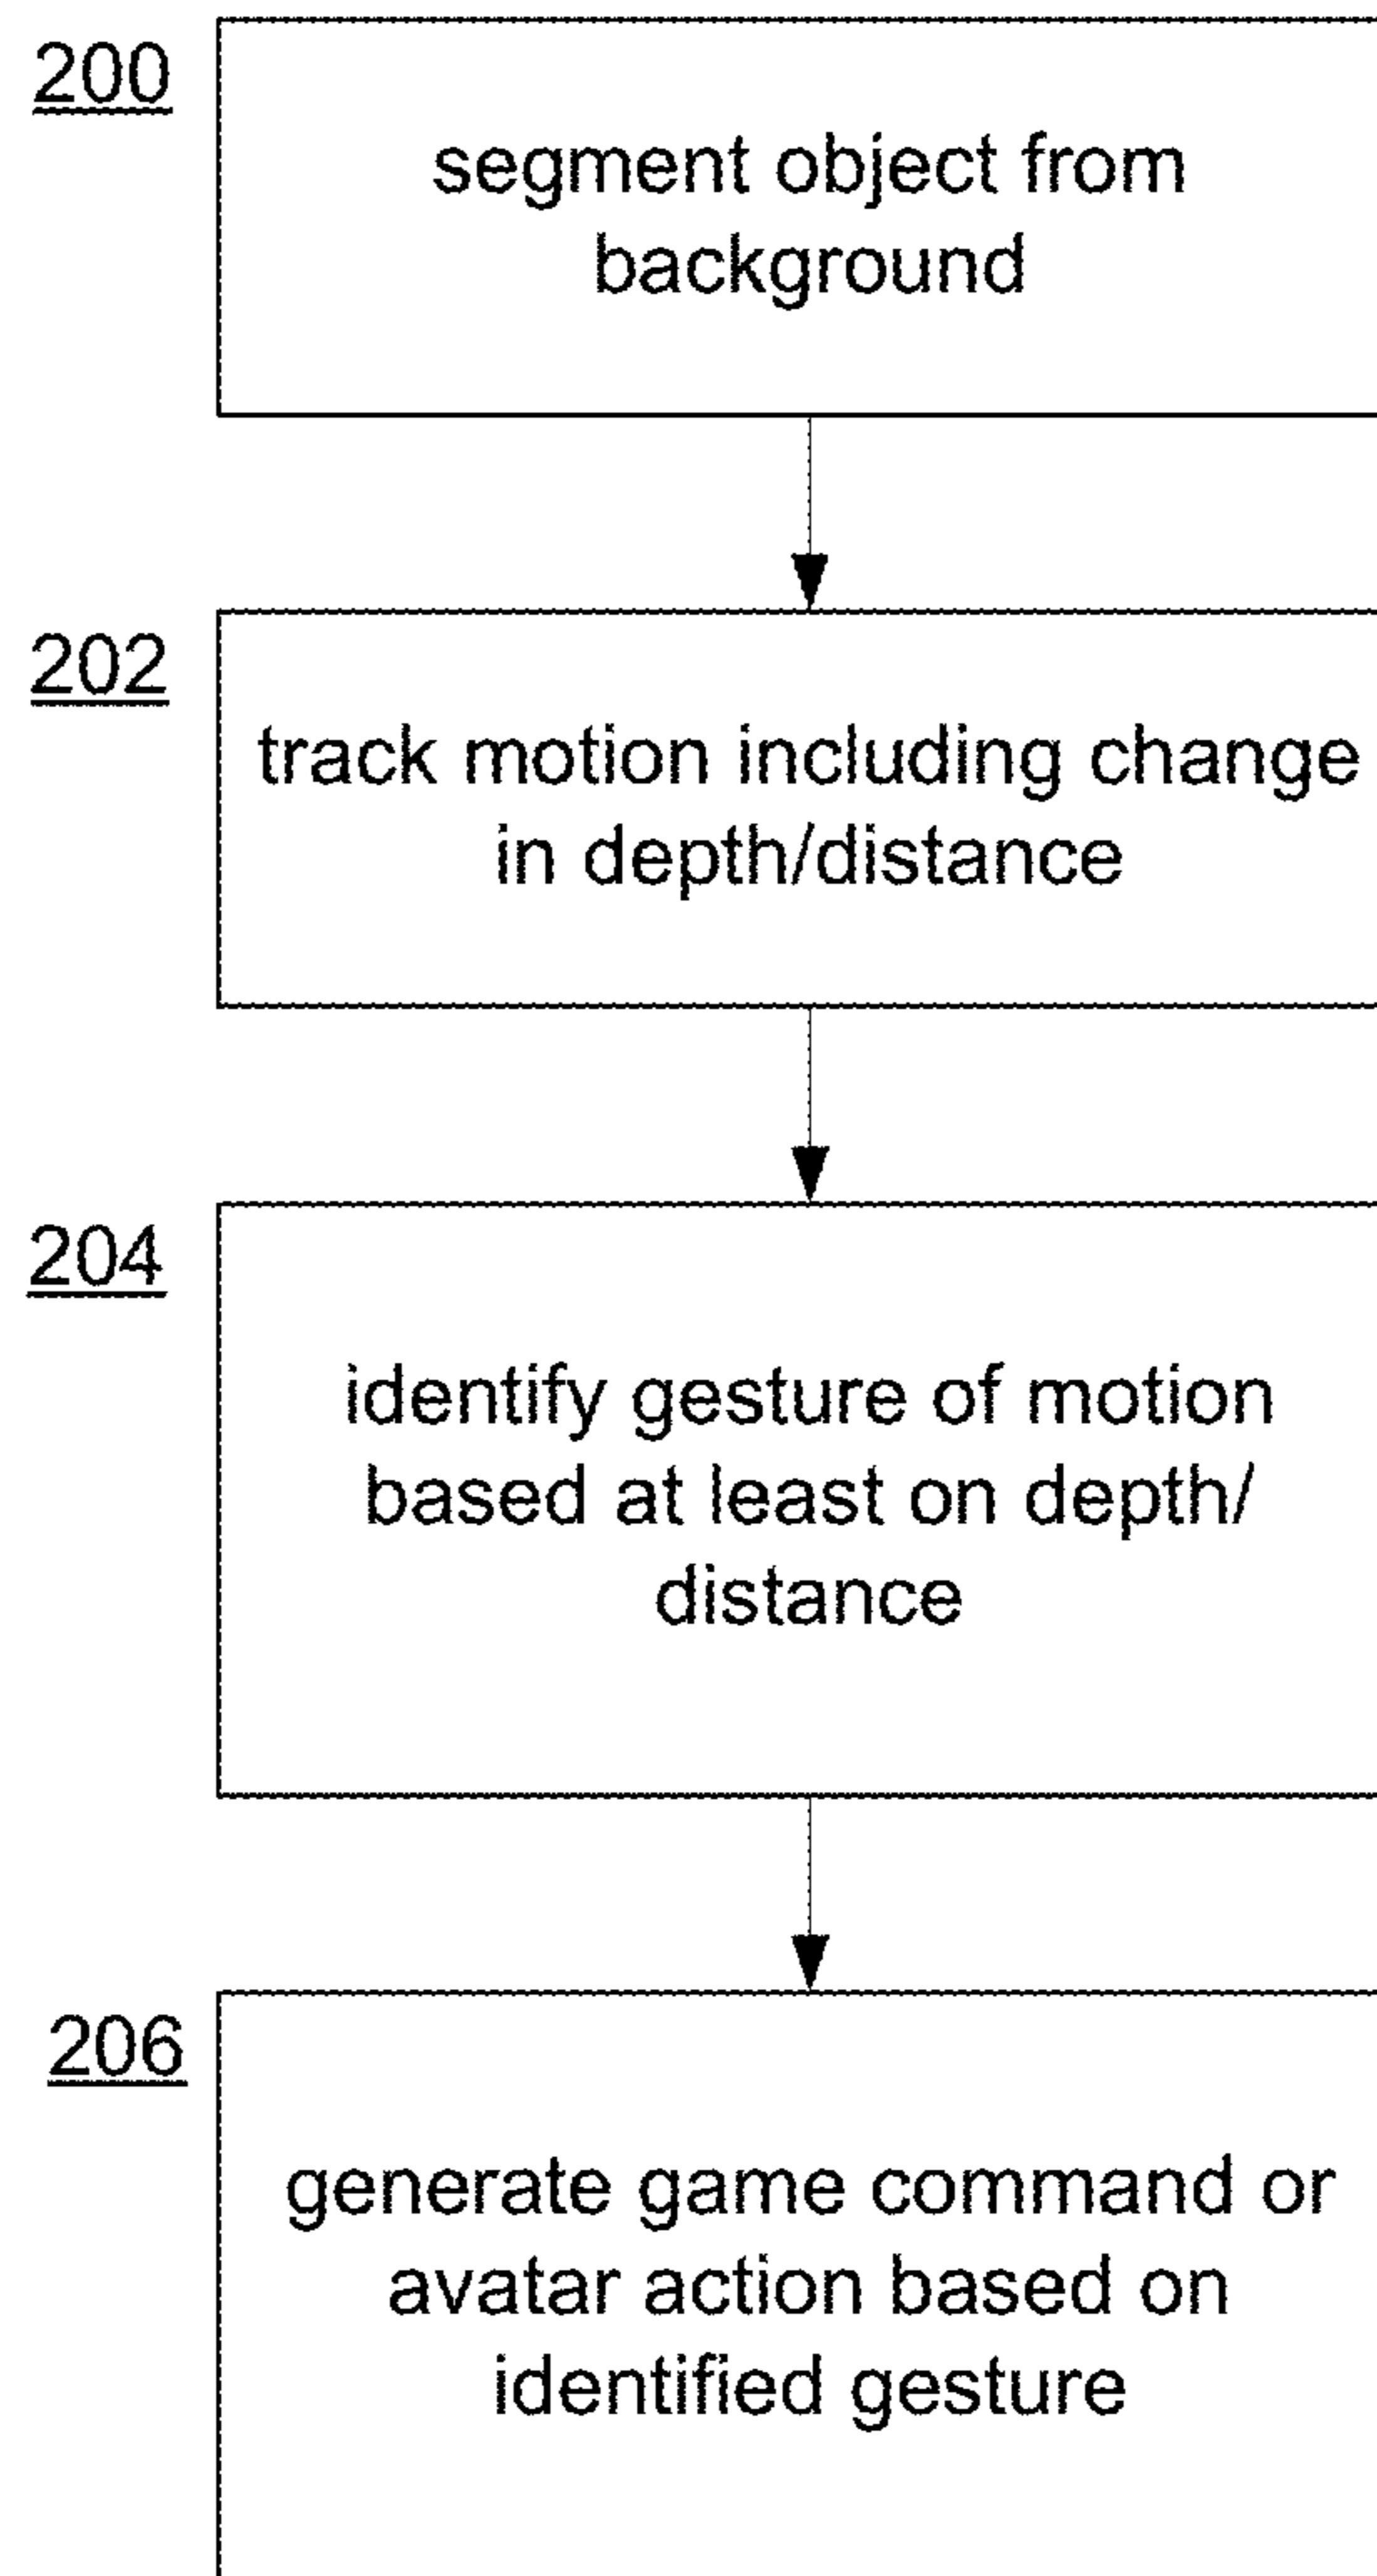 200
segment object from
background
202
track motion including change
in depth/distance
204
identify gesture of motion
based at least on depth/
distance
206
generate game command or
avatar action based on
identified gesture